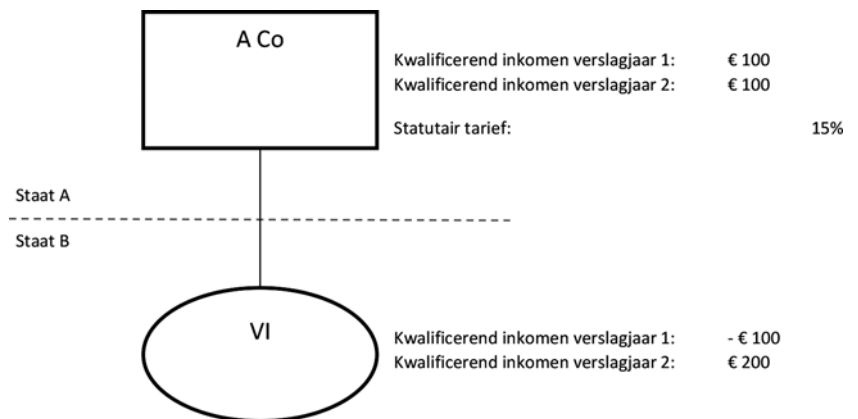 A Co
Kwalificerend inkomen verslagjaar 1: € 100
Kwalificerend inkomen verslagjaar 2: € 100
Statutair tarief: 15%
Staat A
Staat B
VI
Kwalificerend inkomen verslagjaar 1: - € 100
Kwalificerend inkomen verslagjaar 2: € 200